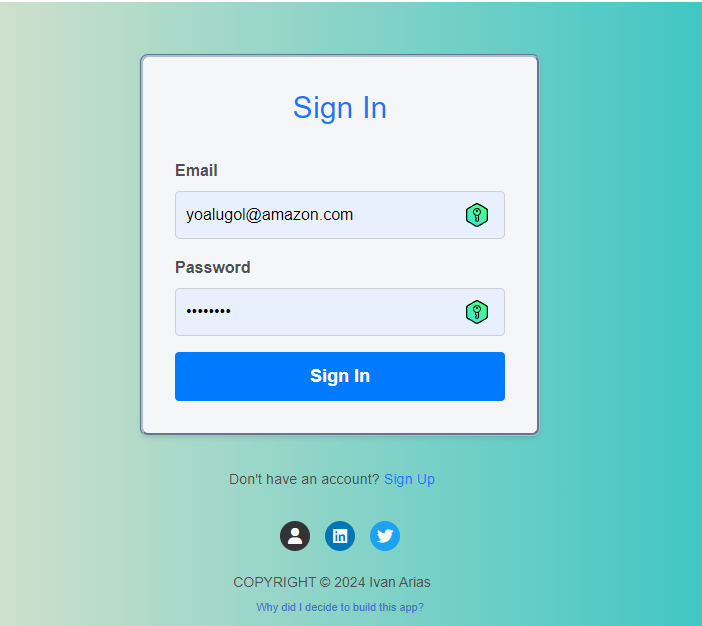 Sign In
Email
yoalugol@amazon.com
Password
••••••••
Sign In
Don't have an account? Sign Up
in
COPYRIGHT © 2024 Ivan Arias
Why did I decide to build this app?